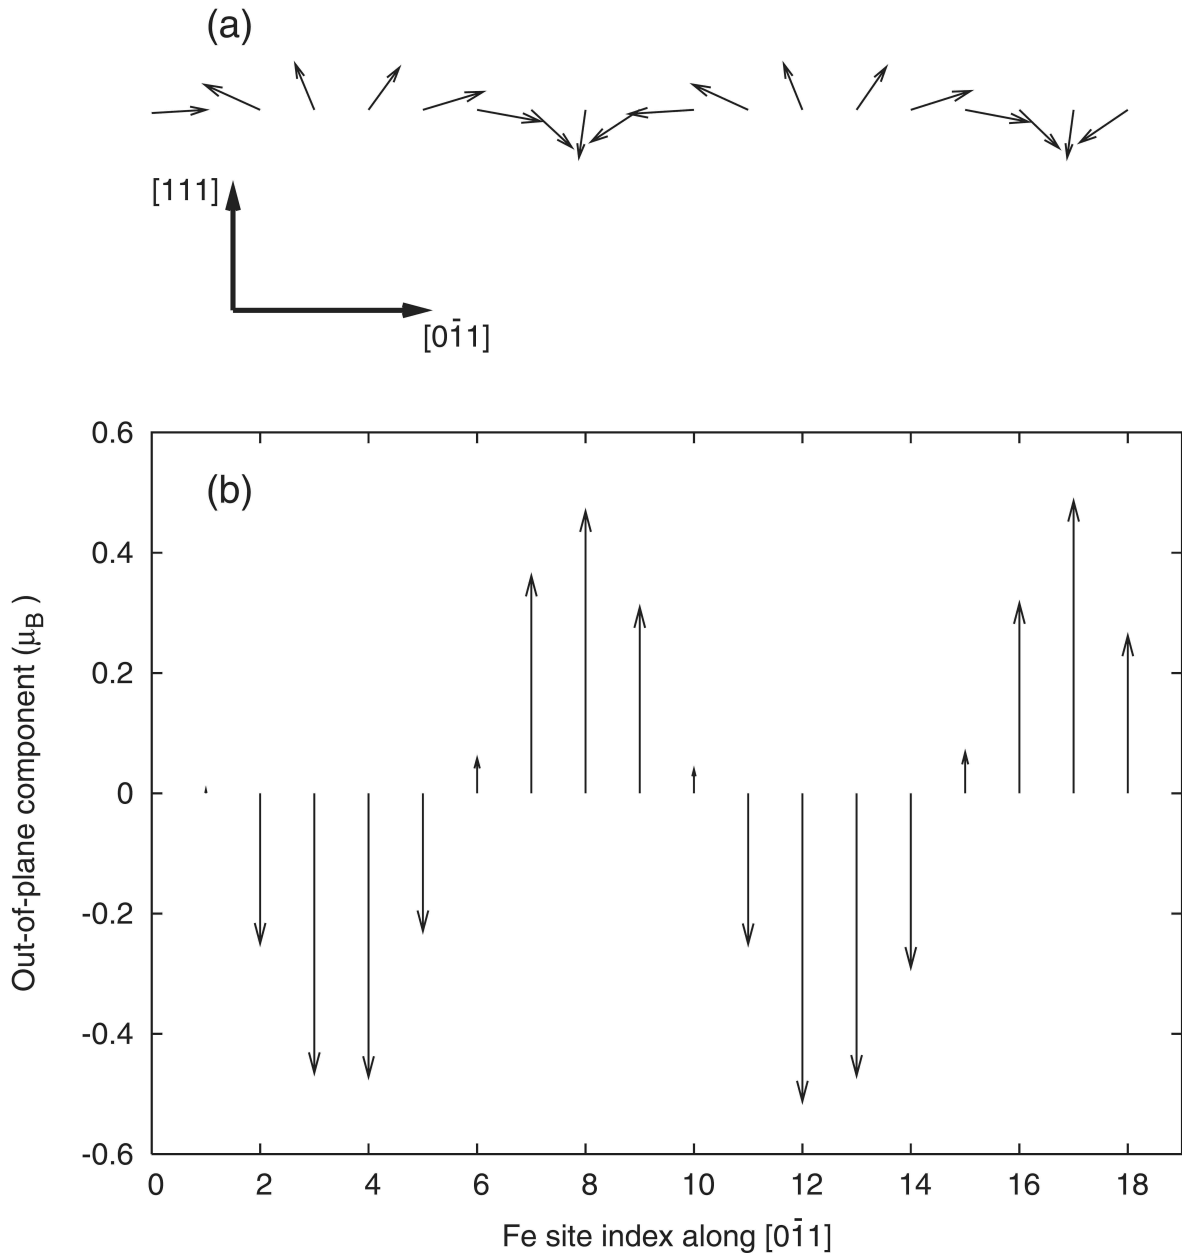 (a)
[111]
[01̄1]
(b)
0.6
0.4
0.2
0
-0.2
-0.4
-0.6
Out-of-plane component (μB)
0 2 4 6 8 10 12 14 16 18
Fe site index along [01̄1]